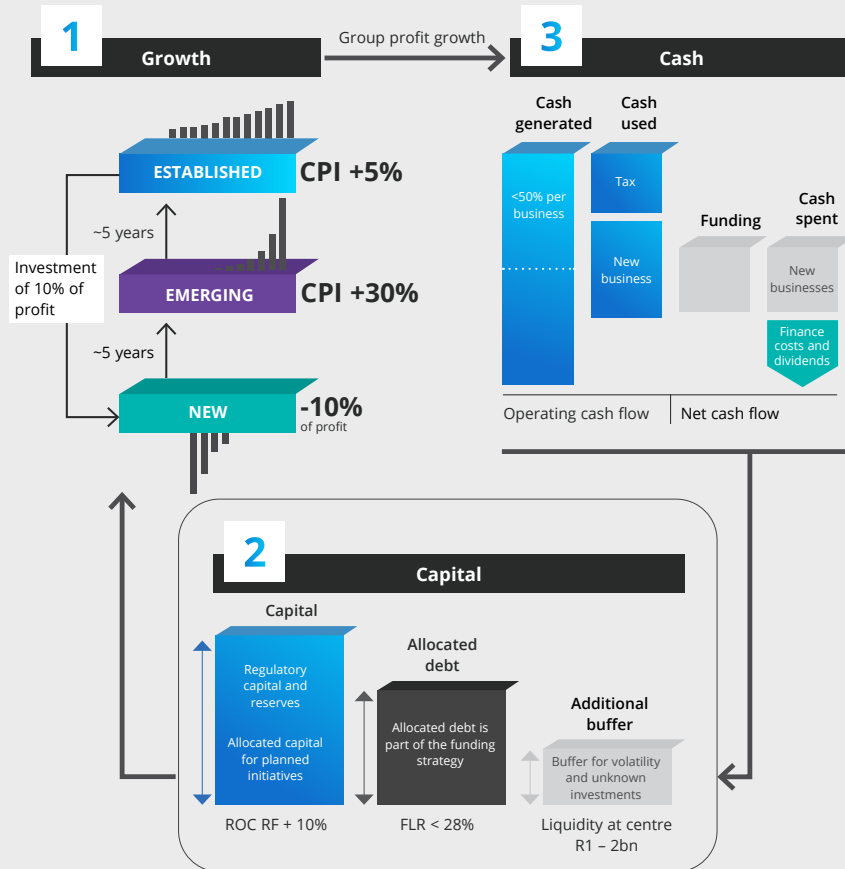 1
Growth
Group profit growth
3
Cash
ESTABLISHED
CPI +5%
~5 years
Investment
of 10% of
profit
EMERGING
CPI +30%
~5 years
NEW
-10%
of profit
Cash
generated
Cash
used
<50% per
business
Tax
New
business
Funding
Cash
spent
New
businesses
Finance
costs and
dividends
Operating cash flow
Net cash flow
2
Capital
Capital
Regulatory
capital and
reserves
Allocated capital
for planned
initiatives
ROC RF + 10%
Allocated
debt
Allocated debt is
part of the funding
strategy
FLR < 28%
Additional
buffer
Buffer for volatility
and unknown
investments
Liquidity at centre
R1 – 2bn